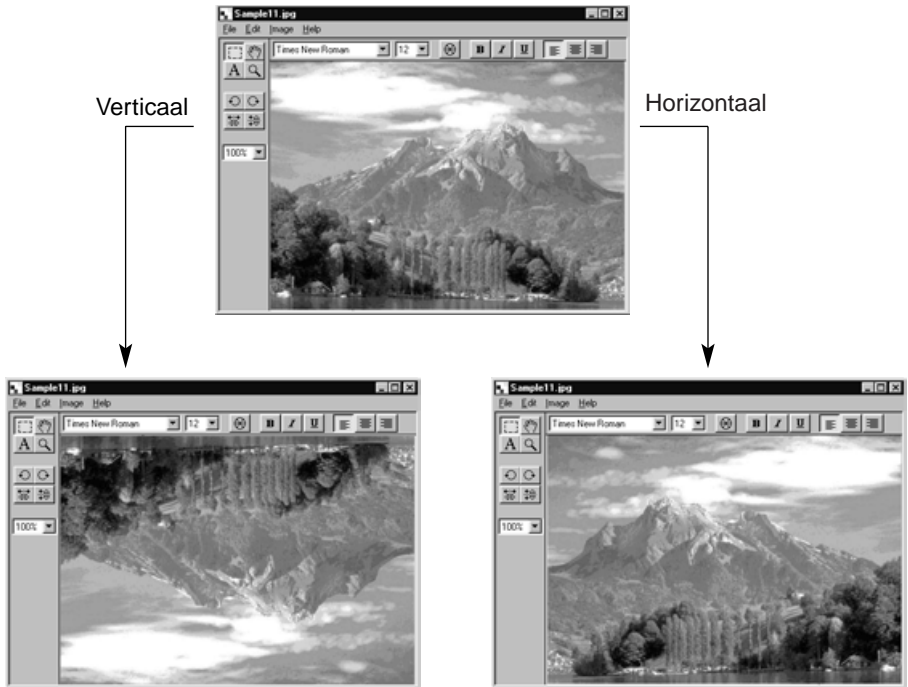 Sample11.jpg
File Edit Image Help
Times New Roman 12 B I U
A
100%
Verticaal
Horizontaal
Sample11.jpg
File Edit Image Help
Times New Roman 12 B I U
A
100%
Sample11.jpg
File Edit Image Help
Times New Roman 12 B I U
A
100%